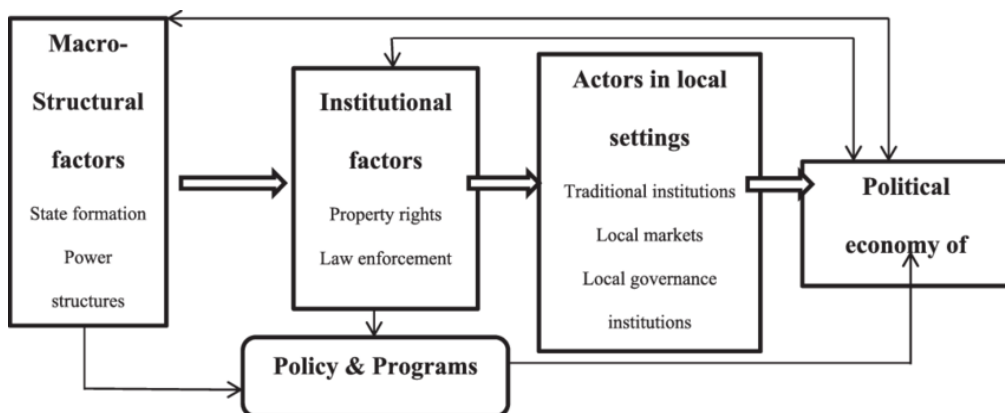 Macro-
Structural
factors
State formation
Power
structures
Institutional
factors
Property rights
Law enforcement
Actors in local
settings
Traditional institutions
Local markets
Local governance
institutions
Political
economy of
Policy & Programs